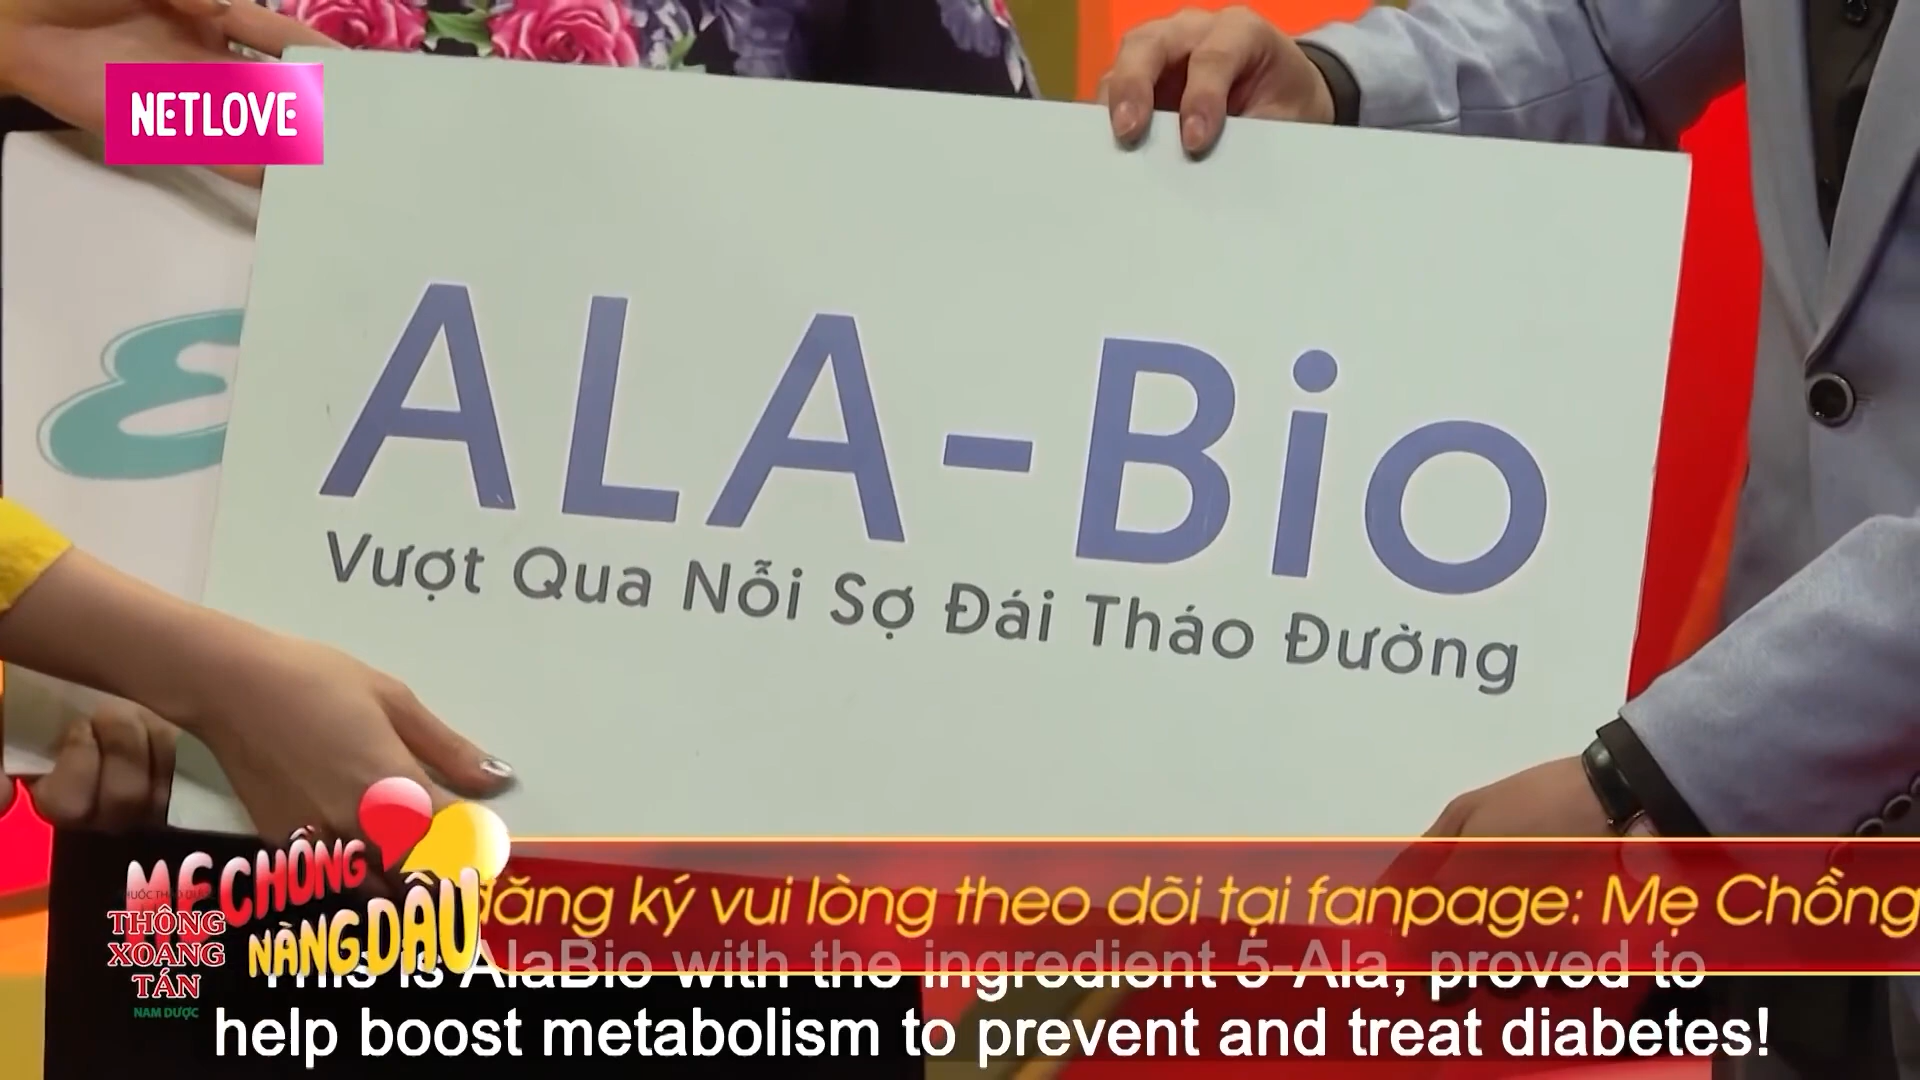 NETLOVE
ALA-Bio
Vượt Qua Nỗi Sợ Đái Tháo Đường
MẸ CHỒNG
NÀNG DÂU
THÔNG
XOANG
TÁN
NAM DƯỢC
đăng ký vui lòng theo dõi tại fanpage: Mẹ Chồng
This is AlaBio with the ingredient 5-Ala, proved to
help boost metabolism to prevent and treat diabetes!